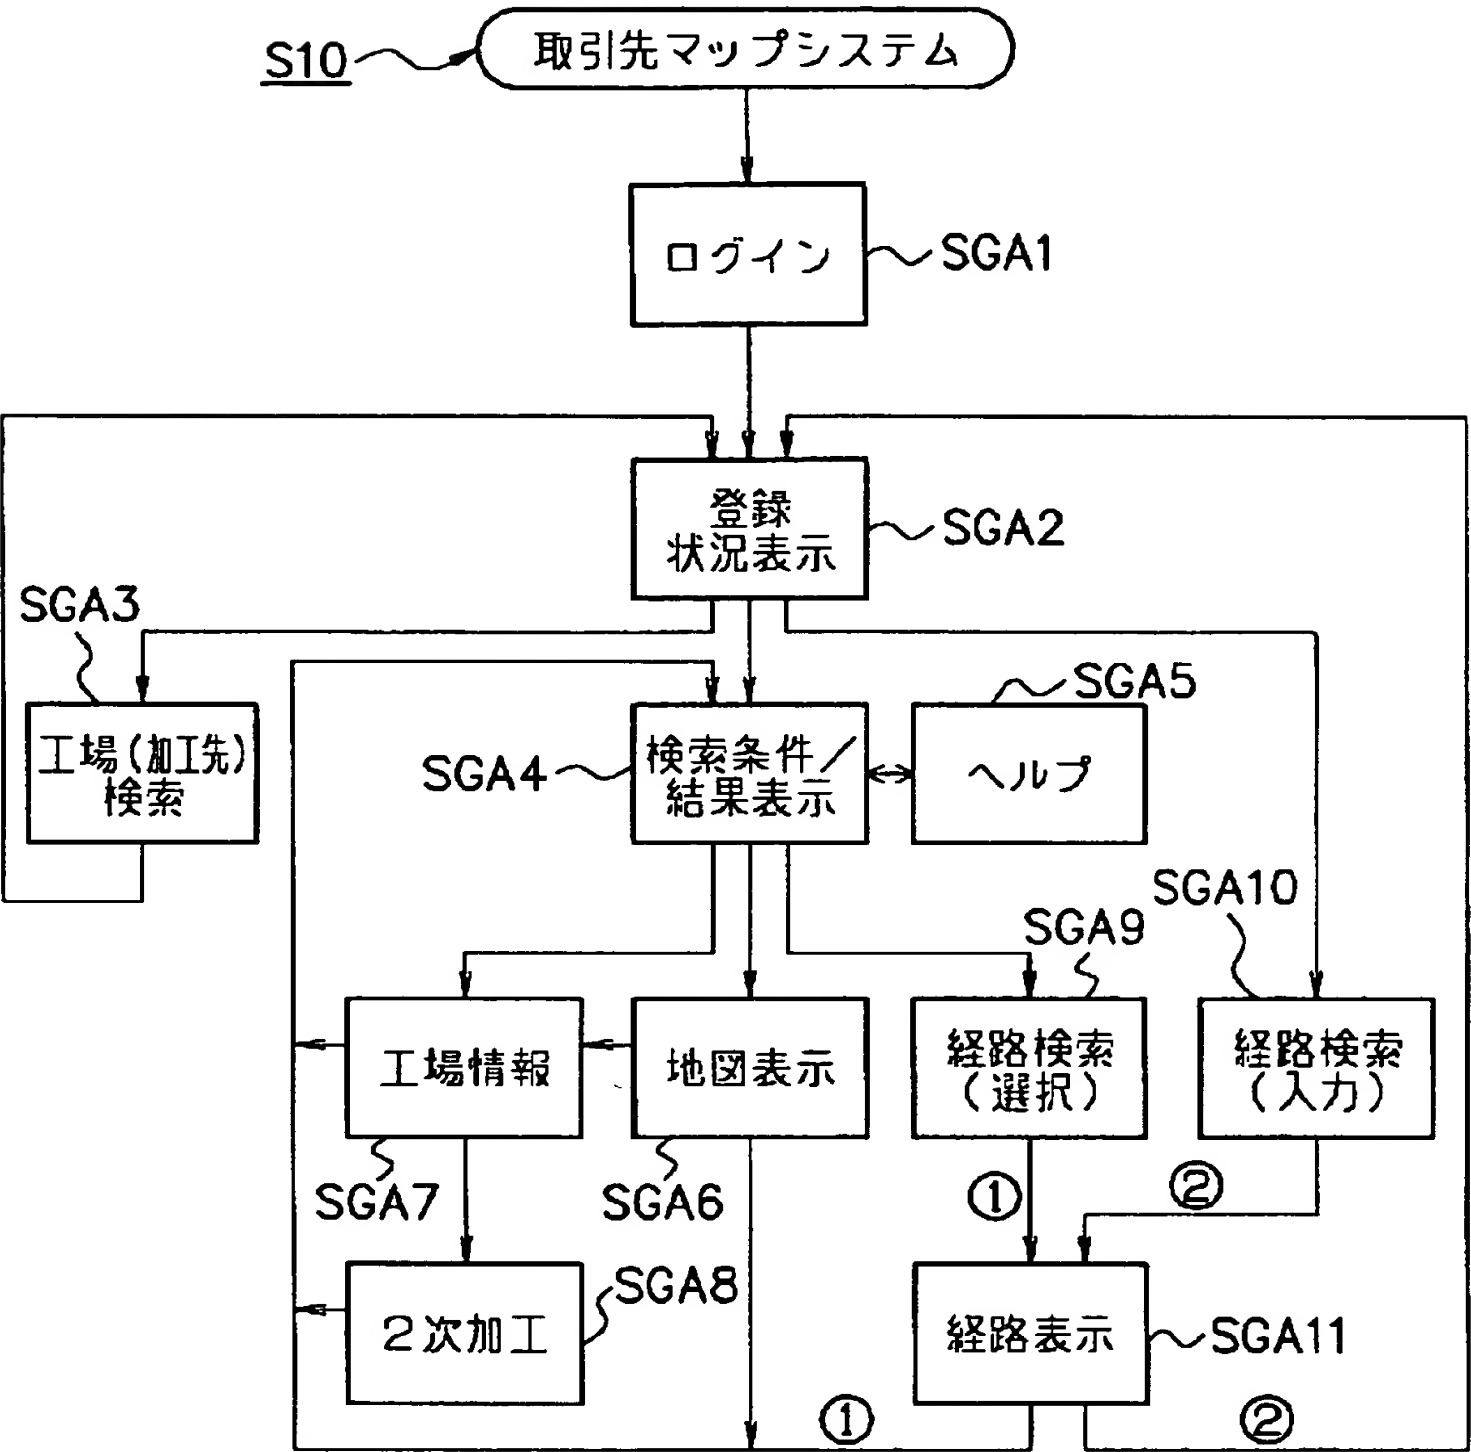 取引先マップシステム
S10
ログイン
SGA1
登録
状況表示
SGA2
SGA3
工場(加工先)
検索
SGA4
検索条件/
結果表示
SGA5
ヘルプ
SGA10
SGA9
工場情報
地図表示
経路検索
(選択)
経路検索
(入力)
SGA7
SGA6
①
②
2次加工
SGA8
経路表示
SGA11
①
②